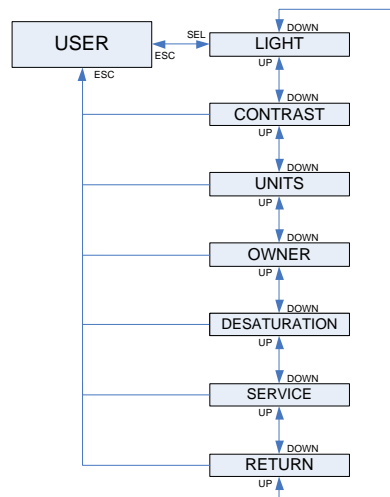 USER
SEL
ESC
ESC
DOWN
LIGHT
UP
DOWN
CONTRAST
UP
DOWN
UNITS
UP
DOWN
OWNER
UP
DOWN
DESATURATION
UP
DOWN
SERVICE
UP
DOWN
RETURN
UP